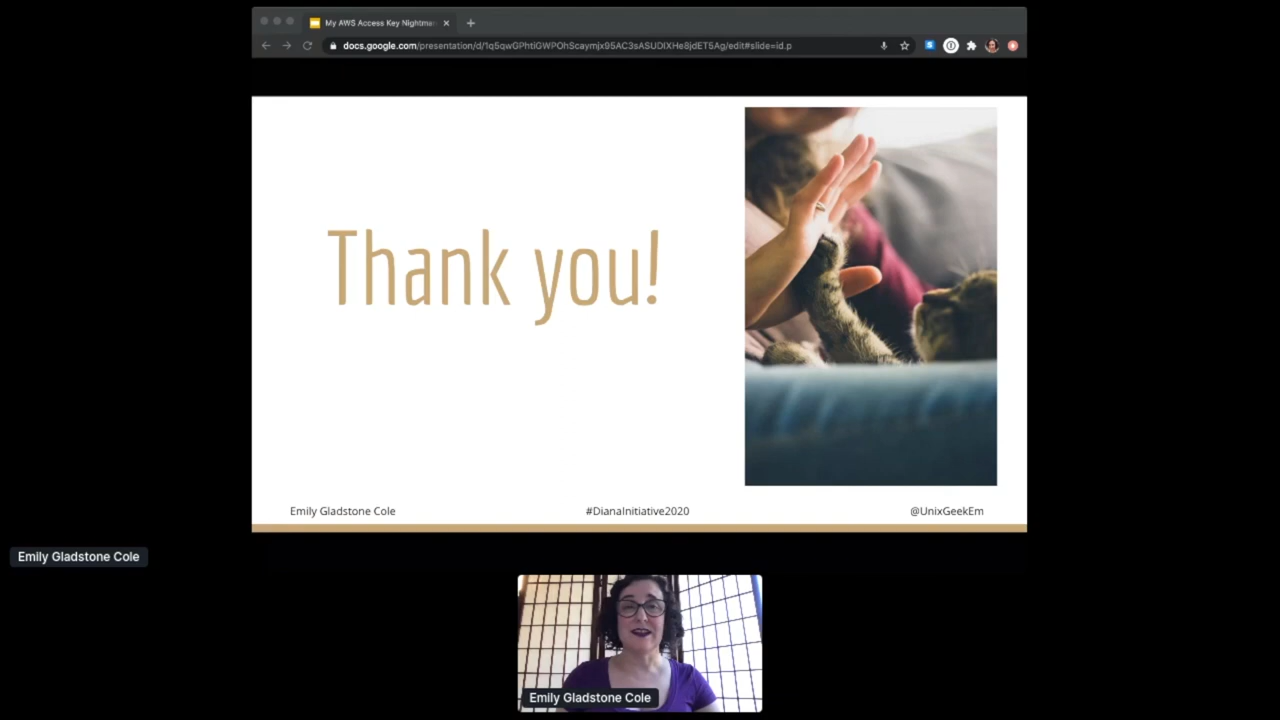 My AWS Access Key Nightma
docs.google.com/presentation/d/1q5qwGPhtiGWPOhScaymjx95AC3sASUDIXHe8jdET5Ag/edit#slide=id.p
Thank you!
Emily Gladstone Cole
#DianaInitiative2020
@UnixGeekEm
Emily Gladstone Cole
Emily Gladstone Cole